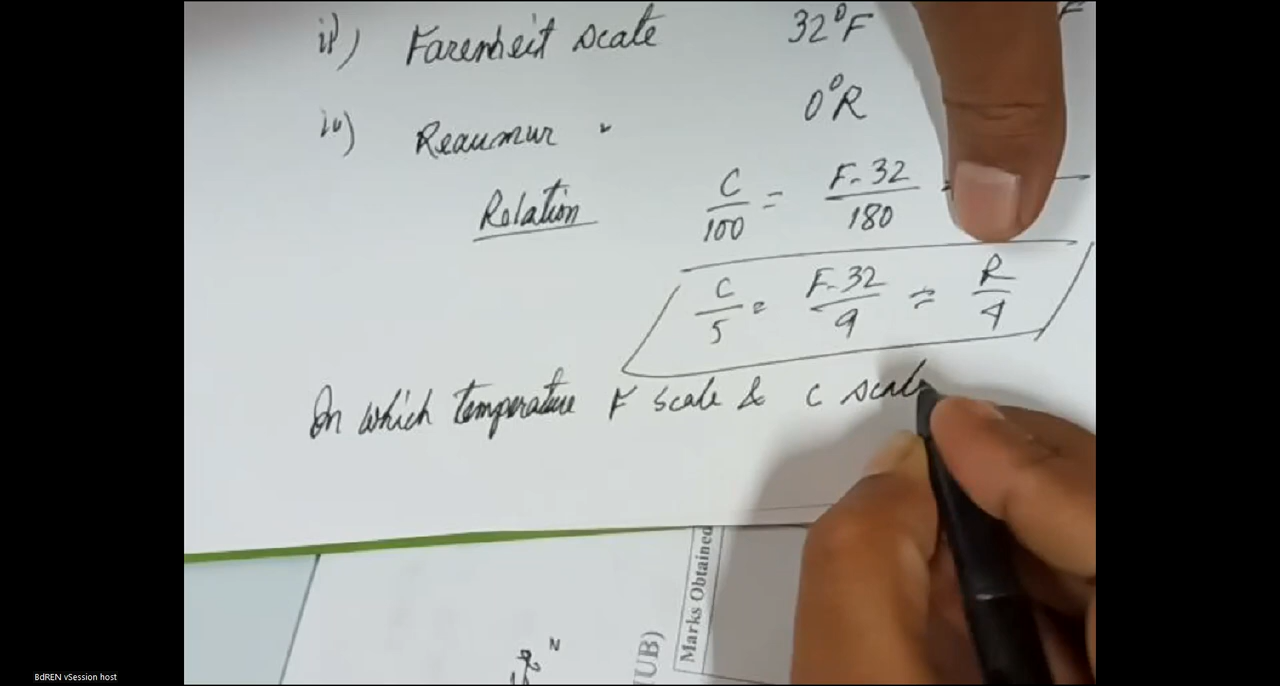 ii) Farenheit scale 32°F F
iv) Reaumur " 0°R
Relation C/100 = F-32/180 =
C/5 = F-32/9 = R/4
On which temperature F scale & C scale
Marks Obtained
UB)
N
BdREN vSession host